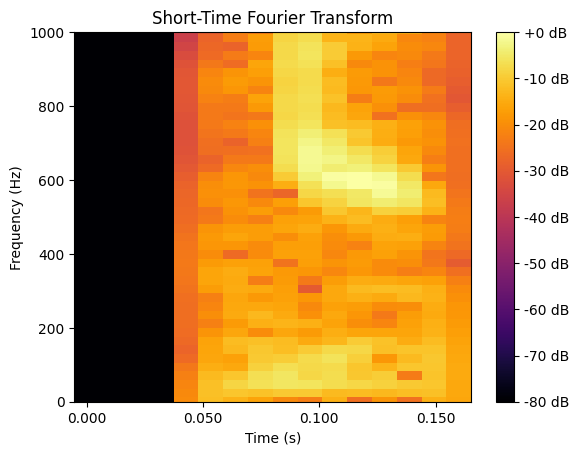 Short-Time Fourier Transform
1000
800
600
400
200
0
Frequency (Hz)
0.000
0.050
0.100
0.150
Time (s)
+0 dB
-10 dB
-20 dB
-30 dB
-40 dB
-50 dB
-60 dB
-70 dB
-80 dB